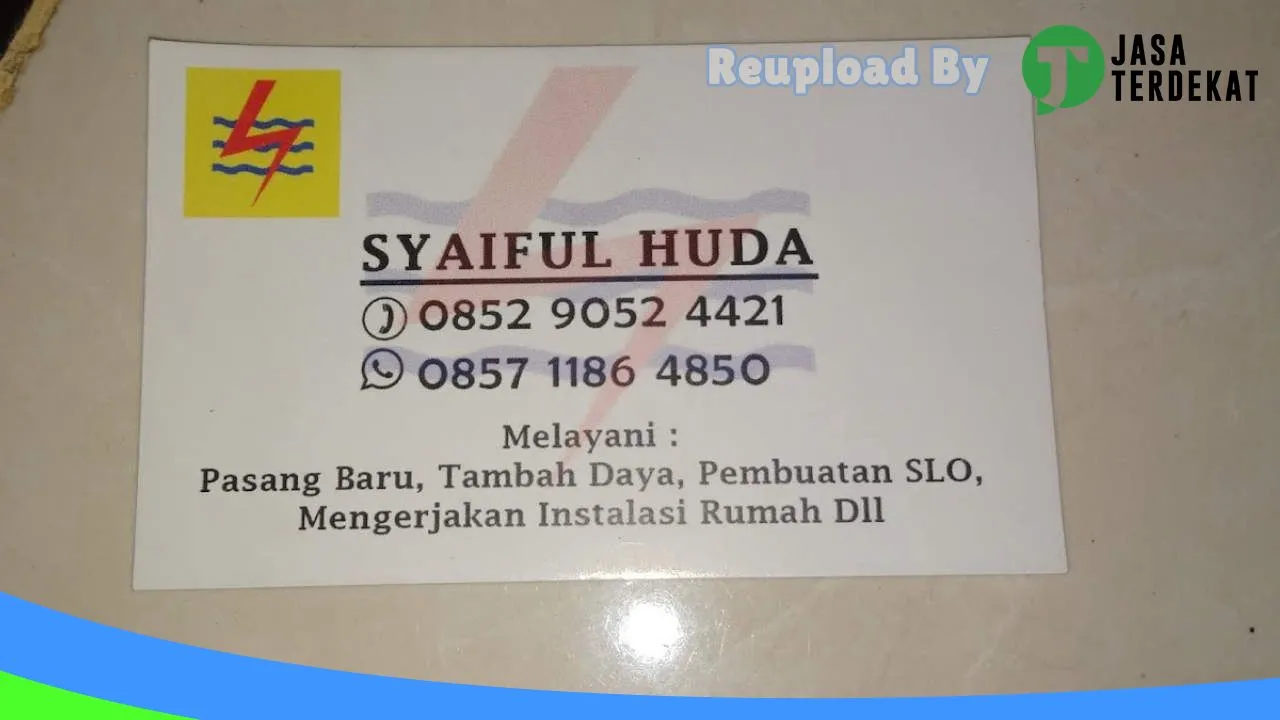 Reupload By
JASA
TERDEKAT
SYAIFUL HUDA
0852 9052 4421
0857 1186 4850
Melayani :
Pasang Baru, Tambah Daya, Pembuatan SLO,
Mengerjakan Instalasi Rumah Dll